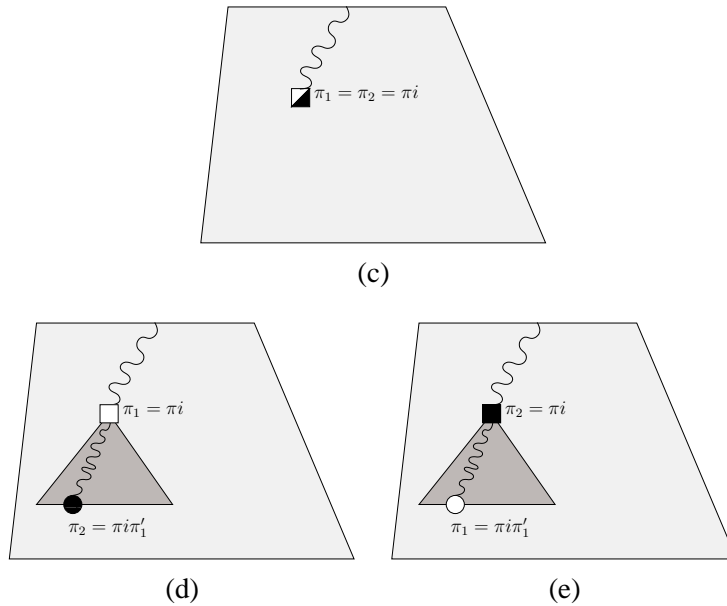 π₁ = π₂ = πi
(c)
π₁ = πi
π₂ = πiπ′₁
(d)
π₂ = πi
π₁ = πiπ′₁
(e)